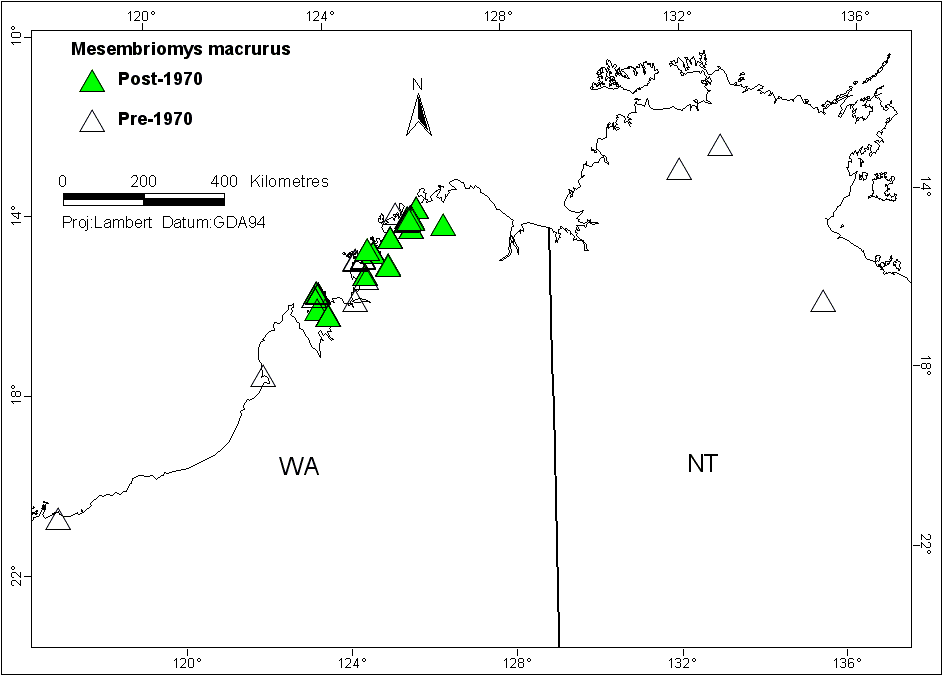 120° 124° 128° 132° 136°
10°
Mesembriomys macrurus
Post-1970
Pre-1970
N
0 200 400 Kilometres
Proj:Lambert Datum:GDA94
14°
14°
18°
18°
WA
NT
22°
22°
120° 124° 128° 132° 136°